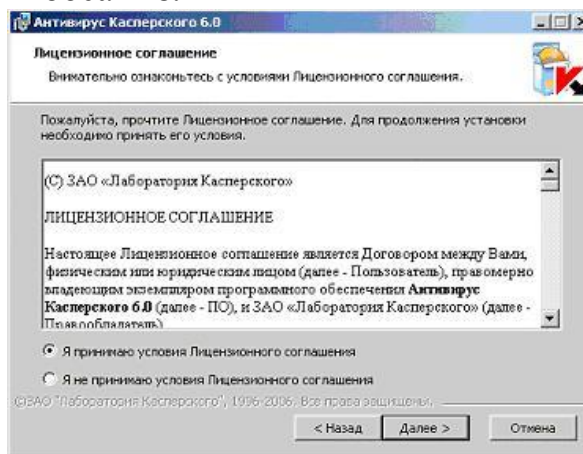 Антивирус Касперского 6.0
Лицензионное соглашение
Внимательно ознакомьтесь с условиями Лицензионного соглашения.
Пожалуйста, прочтите Лицензионное соглашение. Для продолжения установки
необходимо принять его условия.
(C) ЗАО «Лаборатория Касперского»
ЛИЦЕНЗИОННОЕ СОГЛАШЕНИЕ
Настоящее Лицензионное соглашение является Договором между Вами,
физическим или юридическим лицом (далее - Пользователь), правомерно
владеющим экземпляром программного обеспечения Антивирус
Касперского 6.0 (далее - ПО), и ЗАО «Лаборатория Касперского» (далее -
Правообладатель)
Я принимаю условия Лицензионного соглашения
Я не принимаю условия Лицензионного соглашения
©ЗАО "Лаборатория Касперского", 1996-2006. Все права защищены.
< Назад
Далее >
Отмена